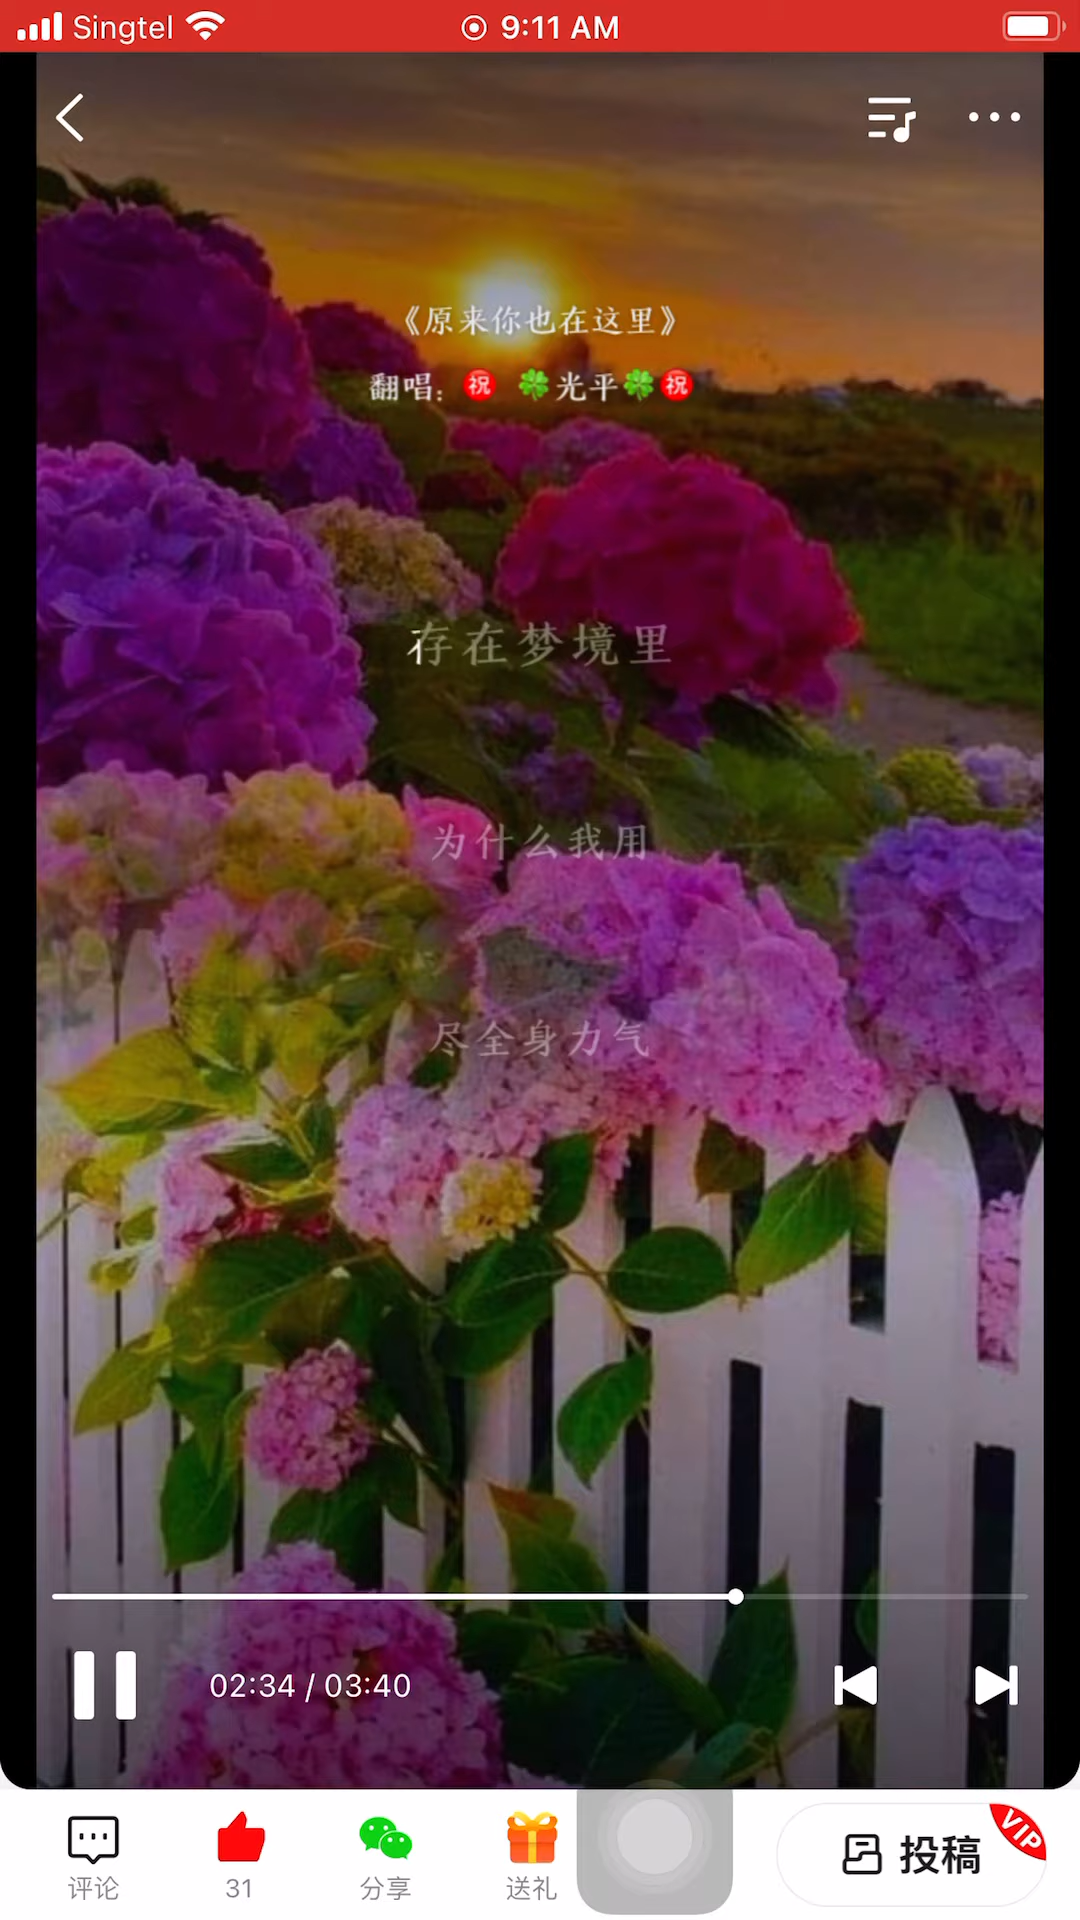 Singtel
9:11 AM
《原来你也在这里》
翻唱：㊗️ 🍀光平🍀㊗️
存在梦境里
为什么我用
尽全身力气
02:34 / 03:40
评论
31
分享
送礼
投稿
VIP